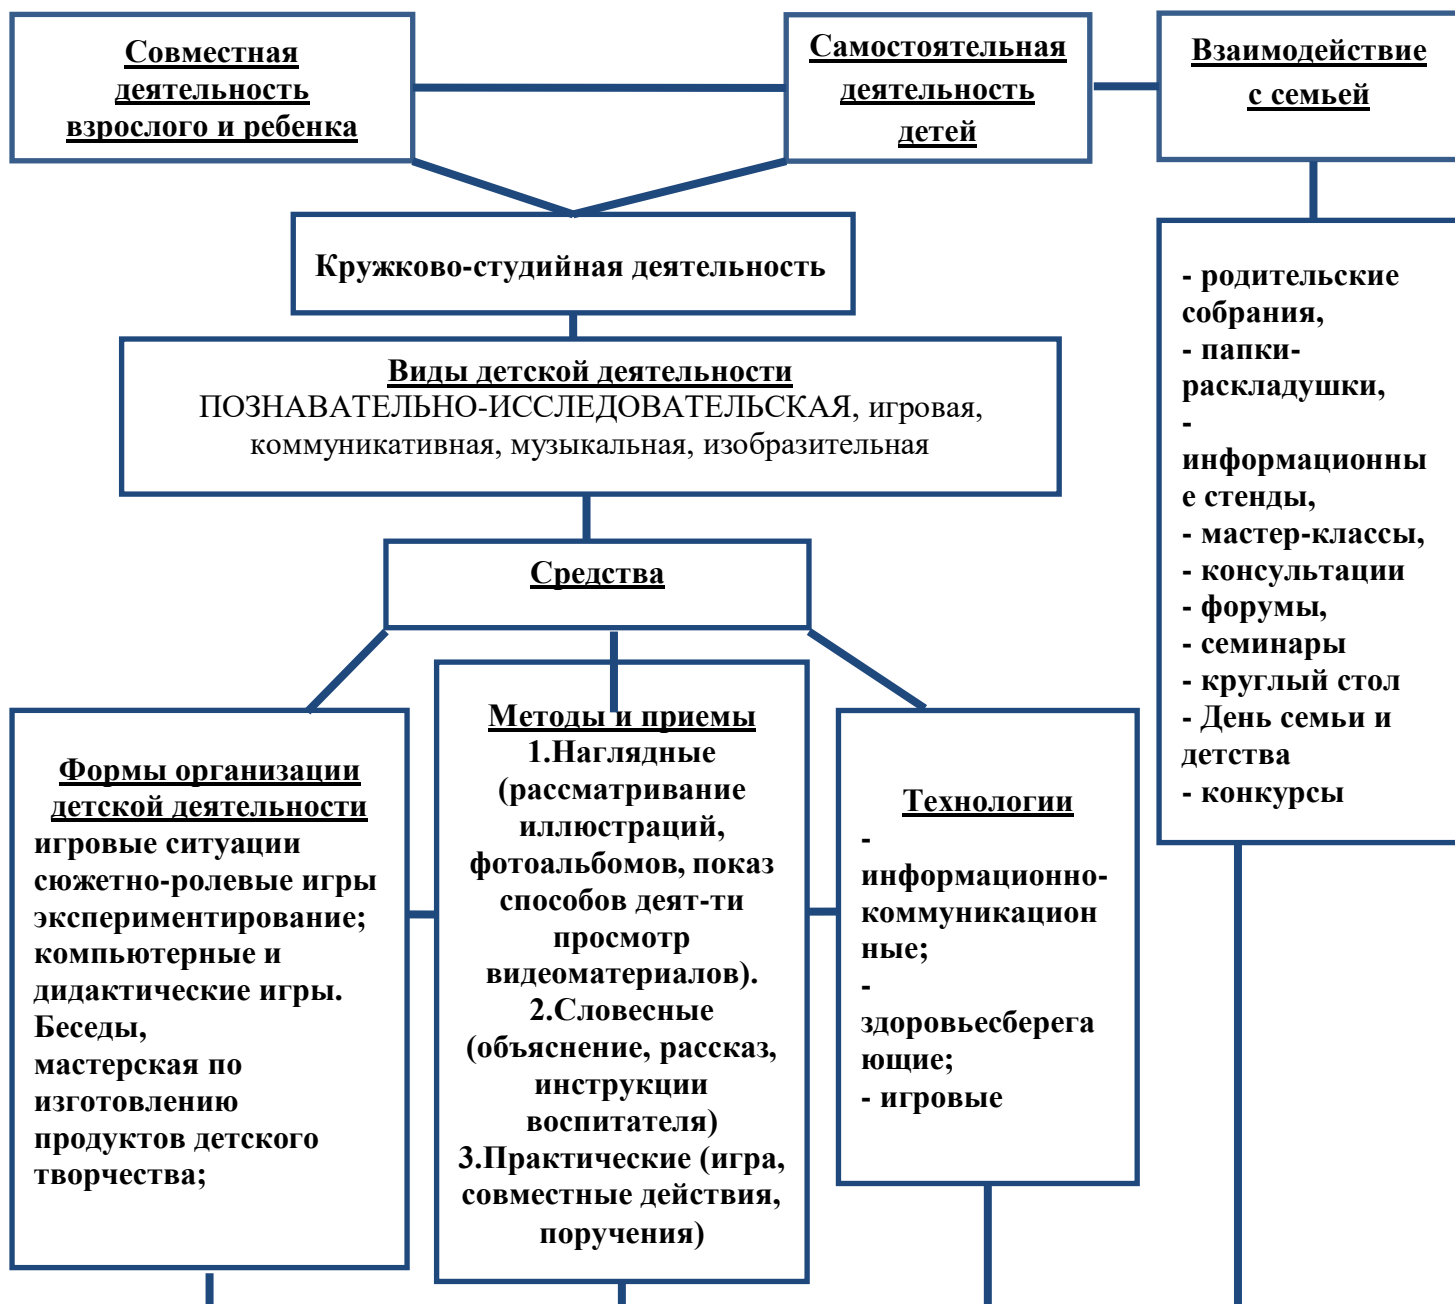 Совместная
деятельность
взрослого и ребенка
Самостоятельная
деятельность
детей
Взаимодействие
с семьей
Кружково-студийная деятельность
Виды детской деятельности
ПОЗНАВАТЕЛЬНО-ИССЛЕДОВАТЕЛЬСКАЯ, игровая,
коммуникативная, музыкальная, изобразительная
Средства
- родительские
собрания,
- папки-
раскладушки,
-
информационны
е стенды,
- мастер-классы,
- консультации
- форумы,
- семинары
- круглый стол
- День семьи и
детства
- конкурсы
Формы организации
детской деятельности
игровые ситуации
сюжетно-ролевые игры
экспериментирование;
компьютерные и
дидактические игры.
Беседы,
мастерская по
изготовлению
продуктов детского
творчества;
Методы и приемы
1.Наглядные
(рассматривание
иллюстраций,
фотоальбомов, показ
способов деят-ти
просмотр
видеоматериалов).
2.Словесные
(объяснение, рассказ,
инструкции
воспитателя)
3.Практические (игра,
совместные действия,
поручения)
Технологии
-
информационно-
коммуникацион
ные;
-
здоровьесберега
ющие;
- игровые